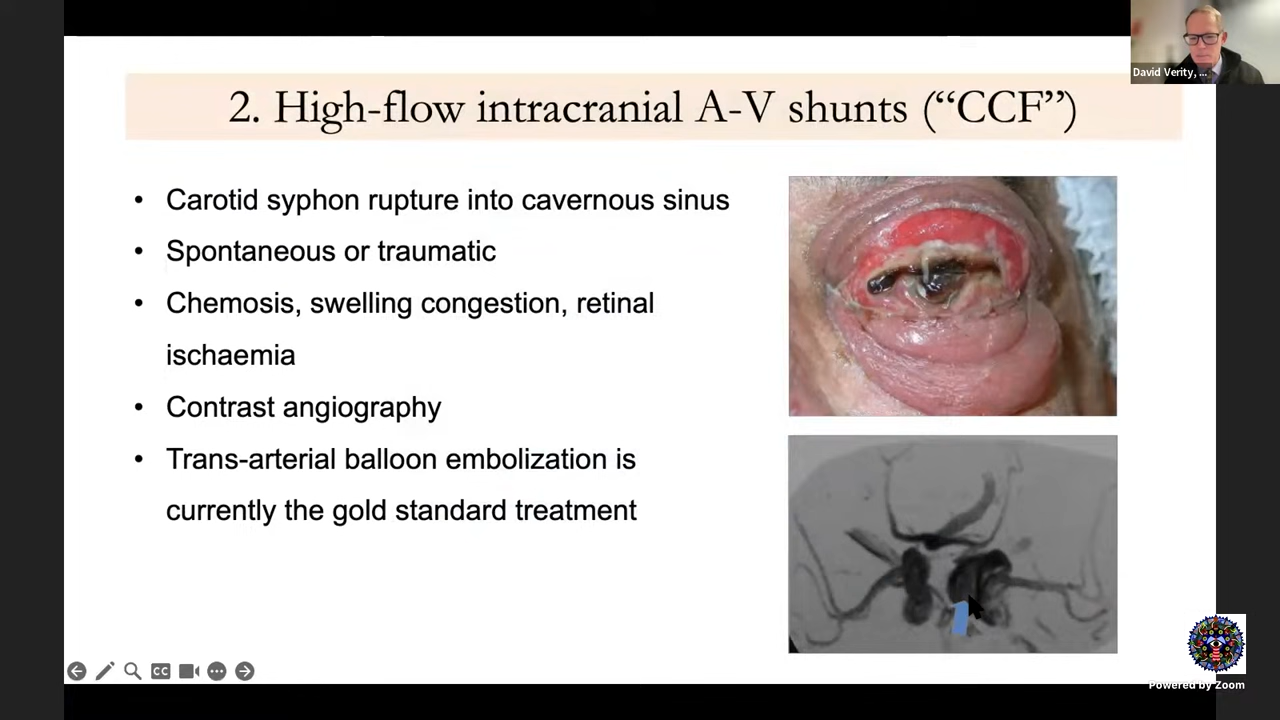 David Verity, ...
2. High-flow intracranial A-V shunts (“CCF”)
• Carotid syphon rupture into cavernous sinus
• Spontaneous or traumatic
• Chemosis, swelling congestion, retinal
ischaemia
• Contrast angiography
• Trans-arterial balloon embolization is
currently the gold standard treatment
CC
Powered by Zoom